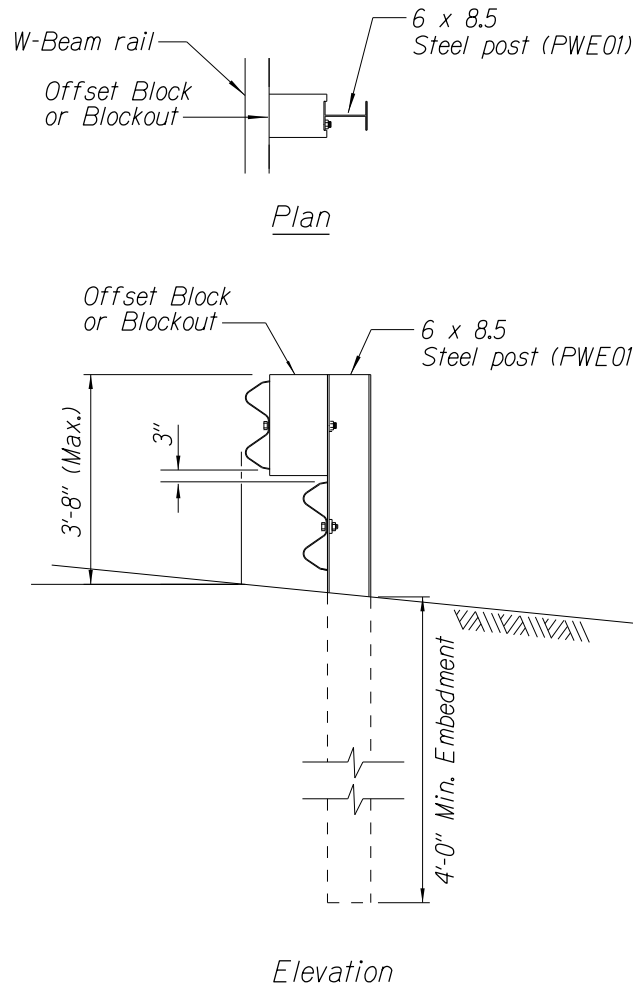 6 x 8.5
Steel post (PWE01)
W-Beam rail
Offset Block
or Blockout
Plan
Offset Block
or Blockout
6 x 8.5
Steel post (PWE01
3'-8" (Max.)
3"
4'-0" Min. Embedment
Elevation